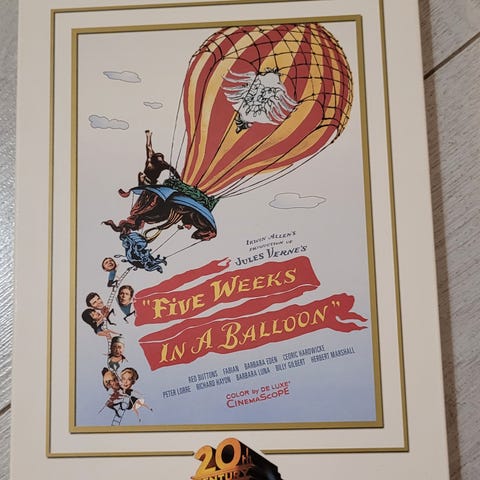 IRWIN ALLEN'S
PRODUCTION OF
JULES VERNE'S
"FIVE WEEKS
IN A BALLOON"
RED BUTTONS FABIAN BARBARA EDEN CEDRIC HARDWICKE
PETER LORRE RICHARD HAYDN BARBARA LUNA BILLY GILBERT HERBERT MARSHALL
COLOR by DE LUXE
CINEMASCOPE
20TH
CENTURY